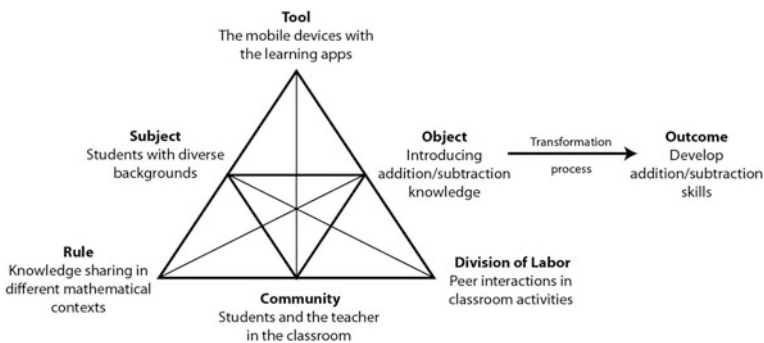 Tool
The mobile devices with
the learning apps
Subject
Students with diverse
backgrounds
Object
Introducing
addition/subtraction
knowledge
Transformation
process
Outcome
Develop
addition/subtraction
skills
Rule
Knowledge sharing in
different mathematical
contexts
Community
Students and the teacher
in the classroom
Division of Labor
Peer interactions in
classroom activities